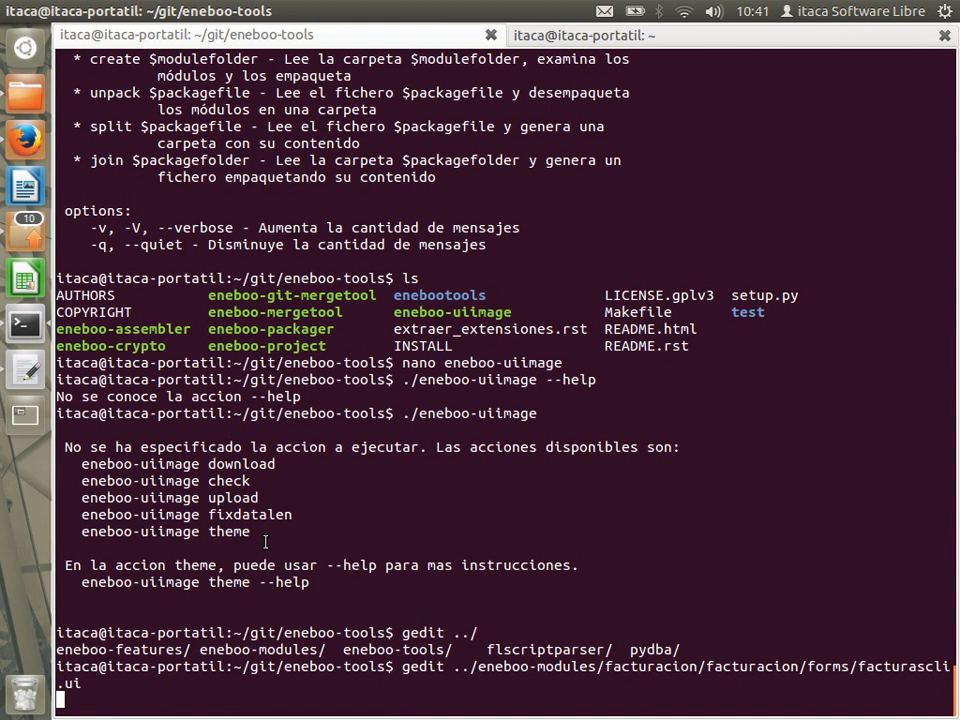 itaca@itaca-portatil: ~/git/eneboo-tools
10:41
itaca Software Libre
itaca@itaca-portatil: ~/git/eneboo-tools
itaca@itaca-portatil: ~
* create $modulefolder - Lee la carpeta $modulefolder, examina los
módulos y los empaqueta
* unpack $packagefile - Lee el fichero $packagefile y desempaqueta
los módulos en una carpeta
* split $packagefile - Lee el fichero $packagefile y genera una
carpeta con su contenido
* join $packagefolder - Lee la carpeta $packagefolder y genera un
fichero empaquetando su contenido
options:
-v, -V, --verbose - Aumenta la cantidad de mensajes
-q, --quiet - Disminuye la cantidad de mensajes
itaca@itaca-portatil:~/git/eneboo-tools$ ls
AUTHORS eneboo-git-mergetool enebootools LICENSE.gplv3 setup.py
COPYRIGHT eneboo-mergetool eneboo-uiimage Makefile test
eneboo-assembler eneboo-packager extraer_extensiones.rst README.html
eneboo-crypto eneboo-project INSTALL README.rst
itaca@itaca-portatil:~/git/eneboo-tools$ nano eneboo-uiimage
itaca@itaca-portatil:~/git/eneboo-tools$ ./eneboo-uiimage --help
No se conoce la accion --help
itaca@itaca-portatil:~/git/eneboo-tools$ ./eneboo-uiimage
No se ha especificado la accion a ejecutar. Las acciones disponibles son:
eneboo-uiimage download
eneboo-uiimage check
eneboo-uiimage upload
eneboo-uiimage fixdatalen
eneboo-uiimage theme
En la accion theme, puede usar --help para mas instrucciones.
eneboo-uiimage theme --help
itaca@itaca-portatil:~/git/eneboo-tools$ gedit ../
eneboo-features/ eneboo-modules/ eneboo-tools/ flscriptparser/ pydba/
itaca@itaca-portatil:~/git/eneboo-tools$ gedit ../eneboo-modules/facturacion/facturacion/forms/facturascli
.ui
10